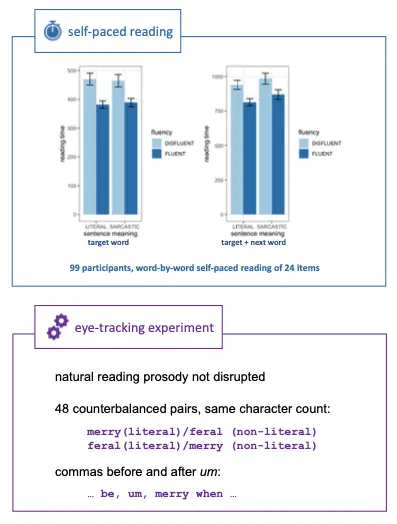 self-paced reading
500
400
300
200
100
0
reading time
LITERAL SARCASTIC
sentence meaning
target word
fluency
DISFLUENT
FLUENT
1000
750
500
250
0
reading time
LITERAL SARCASTIC
sentence meaning
target + next word
fluency
DISFLUENT
FLUENT
99 participants, word-by-word self-paced reading of 24 items
eye-tracking experiment
natural reading prosody not disrupted
48 counterbalanced pairs, same character count:
merry(literal)/feral (non-literal)
feral(literal)/merry (non-literal)
commas before and after um:
… be, um, merry when …